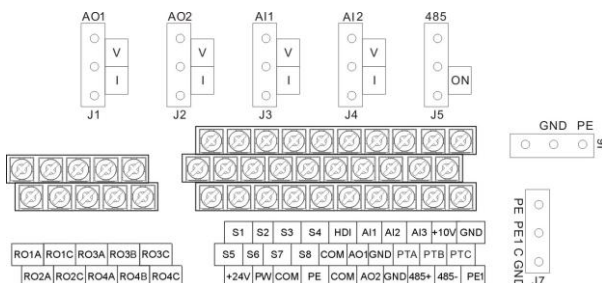 AO1 AO2 AI1 AI2 485
V V V V
I I I I ON
J1 J2 J3 J4 J5
GND PE
J6
PE PE1 C GND
J7
S1 S2 S3 S4 HDI AI1 AI2 AI3 +10V GND
RO1A RO1C RO3A RO3B RO3C S5 S6 S7 S8 COM AO1 GND PTA PTB PTC
RO2A RO2C RO4A RO4B RO4C +24V PW COM PE COM AO2 GND 485+ 485- PE1